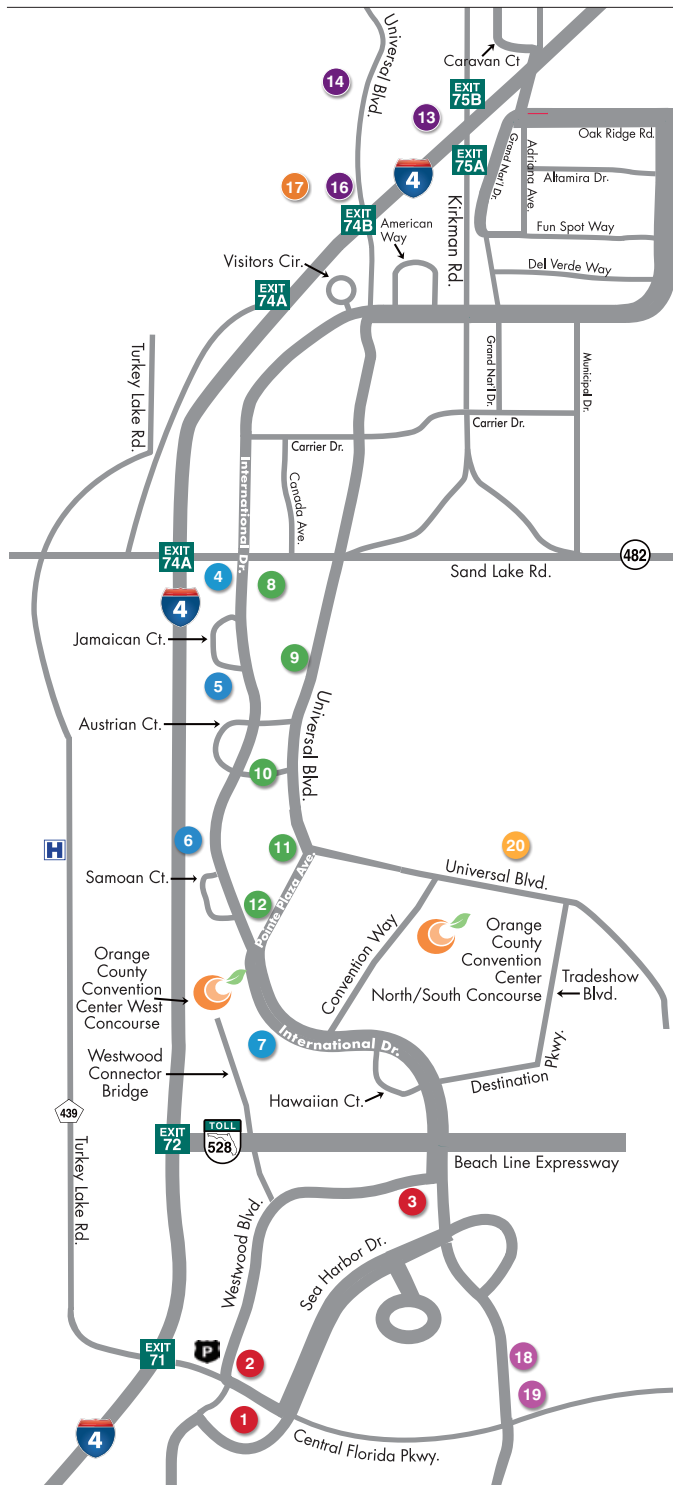 Universal Blvd.
Caravan Ct
14
EXIT
75B
13
Oak Ridge Rd.
Grand Nat'l Dr.
Adriana Ave.
EXIT
75A
4
Altamira Dr.
17
16
Kirkman Rd.
EXIT
74B
American
Way
Fun Spot Way
Visitors Cir.
Del Verde Way
EXIT
74A
Turkey Lake Rd.
Grand Nat'l Dr.
Municipal Dr.
Carrier Dr.
Carrier Dr.
International Dr.
Canada Ave.
EXIT
74A
482
Sand Lake Rd.
4
8
4
Jamaican Ct.
9
5
Universal Blvd.
Austrian Ct.
10
6
H
11
20
Universal Blvd.
Samoan Ct.
12
Pointe Plaza Ave.
Convention Way
Orange
County
Convention
Center
North/South Concourse
Tradeshow
Blvd.
Orange
County
Convention
Center West
Concourse
International Dr.
7
Westwood
Connector
Bridge
Destination Pkwy.
Hawaiian Ct.
439
EXIT
72
TOLL
528
Beach Line Expressway
Turkey Lake Rd.
3
Westwood Blvd.
Sea Harbor Dr.
EXIT
71
P
2
18
19
1
4
Central Florida Pkwy.